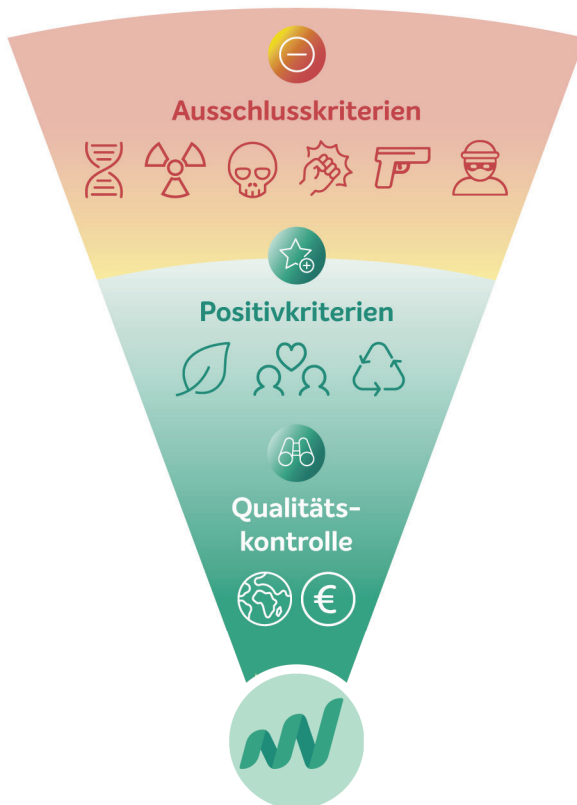 Ausschlusskriterien
Positivkriterien
Qualitäts-
kontrolle
€